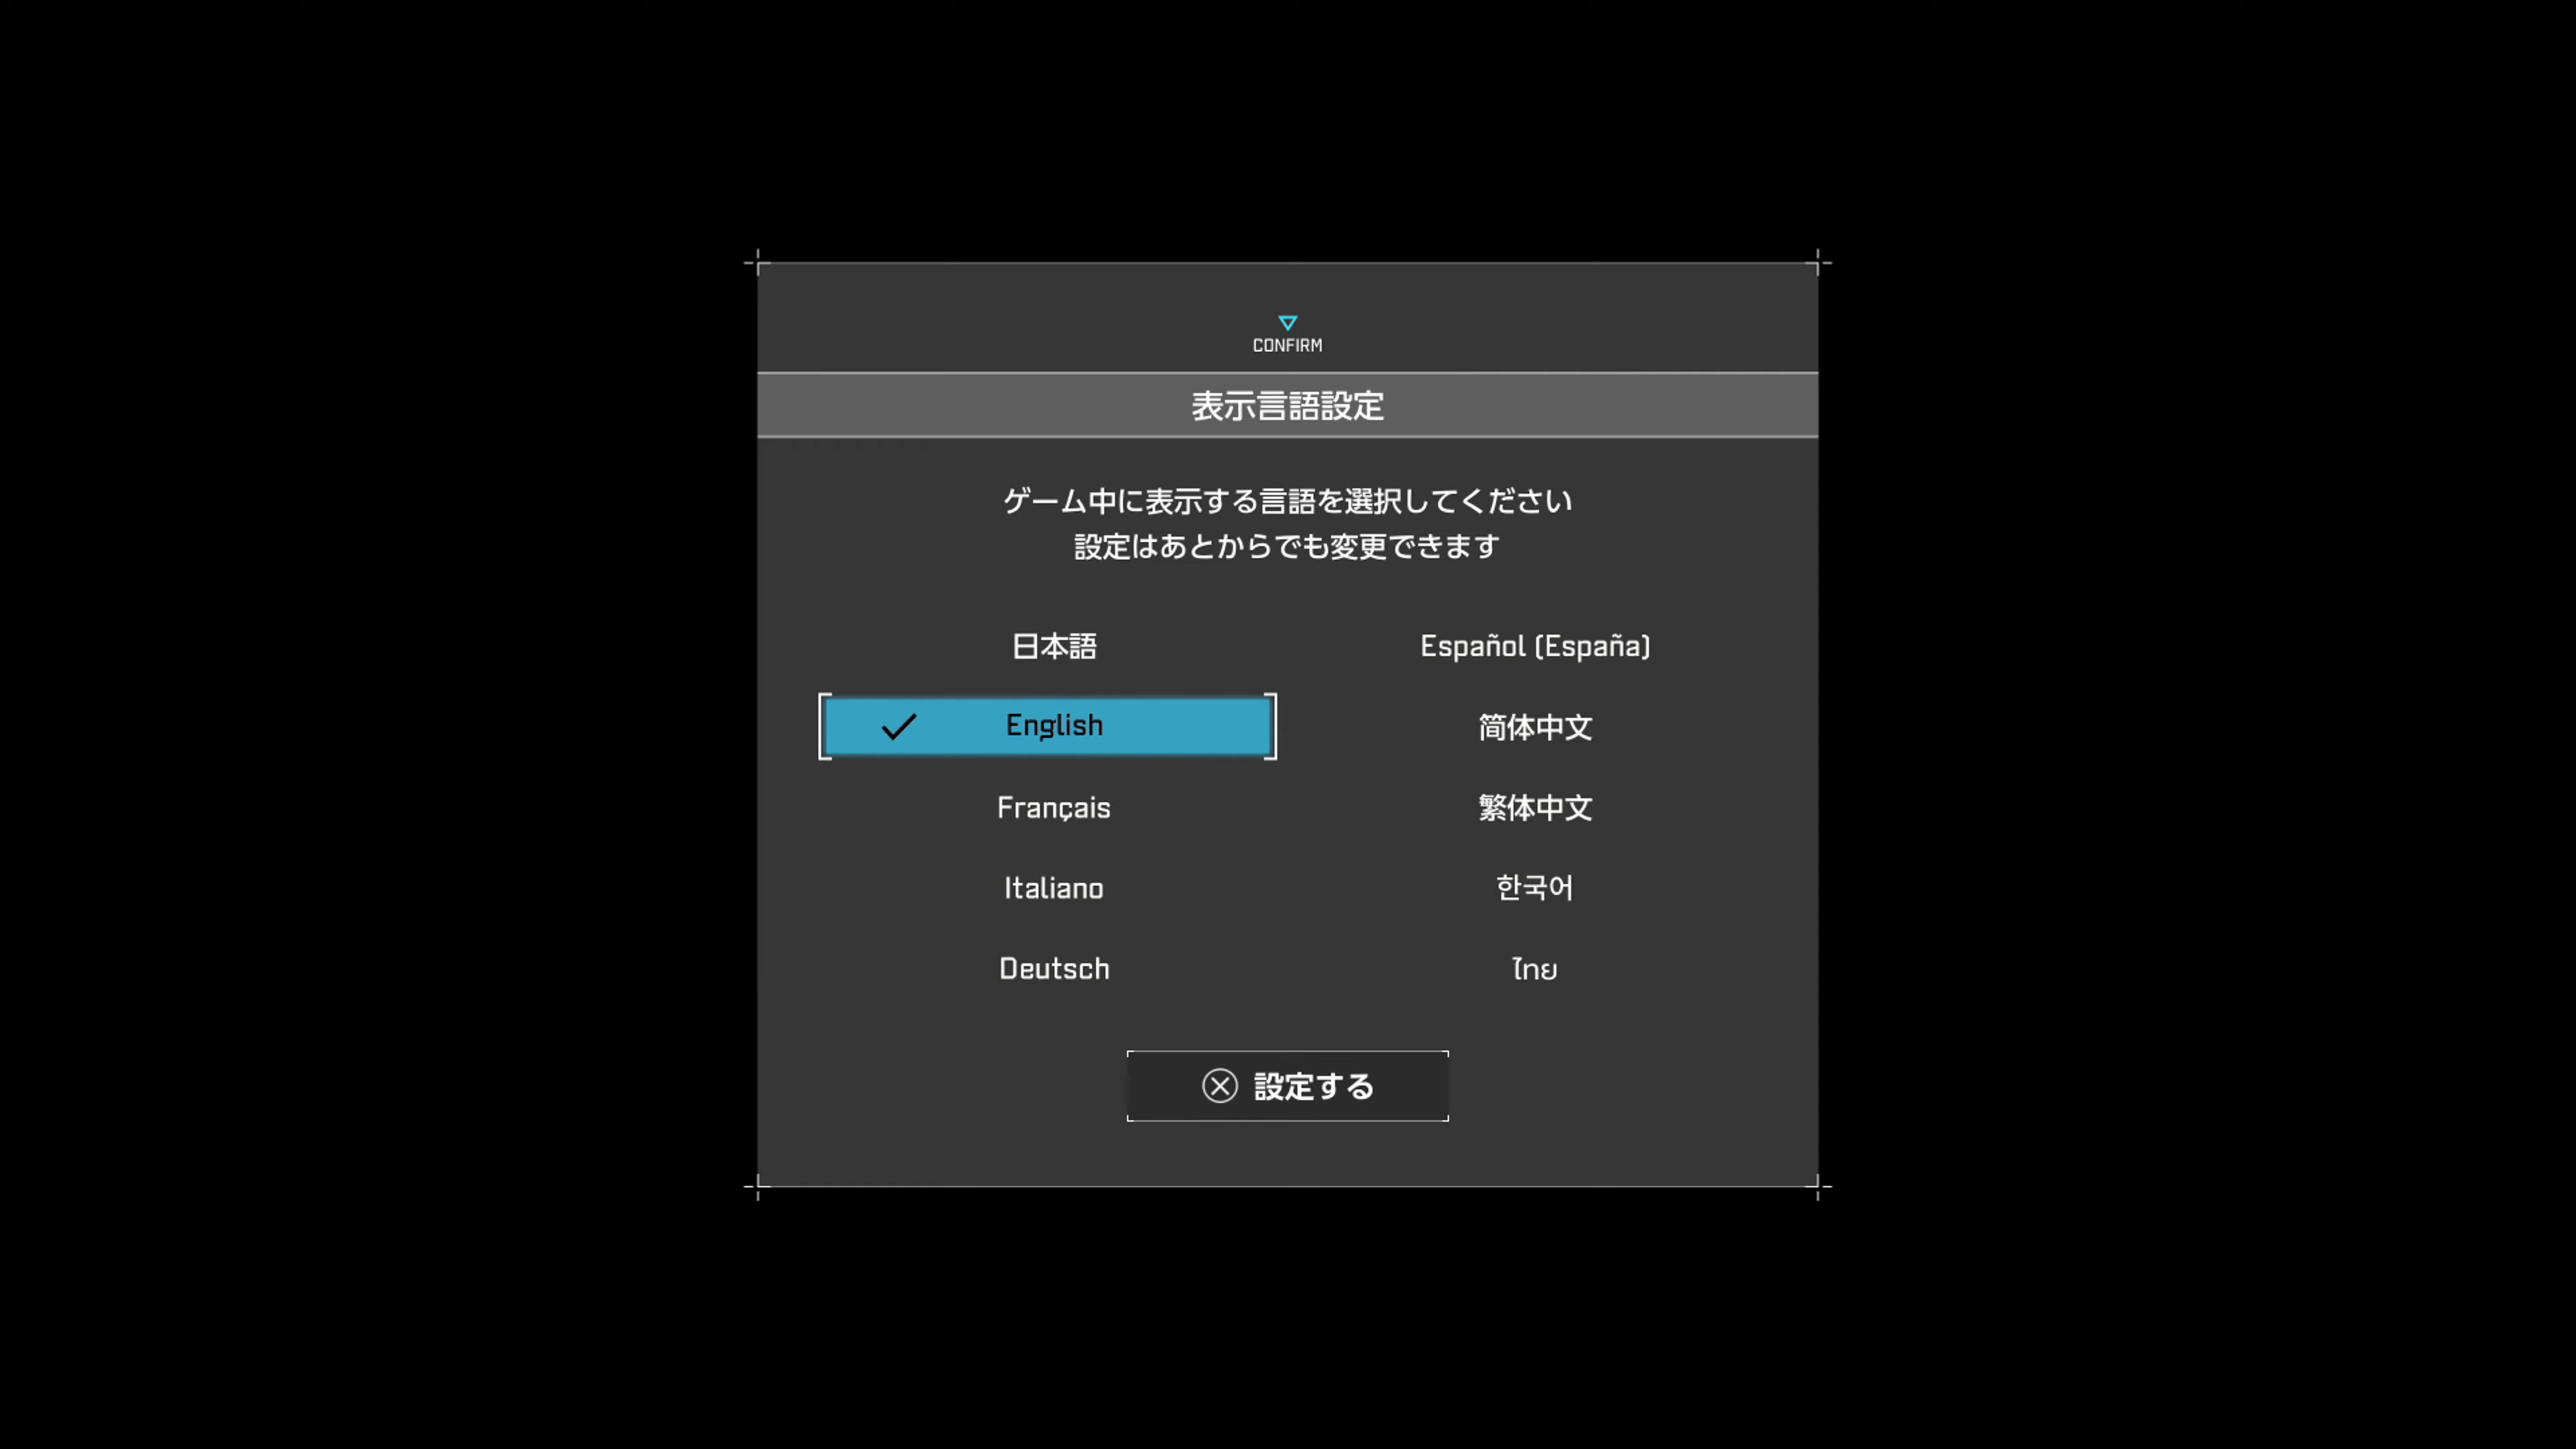 CONFIRM
表示言語設定
ゲーム中に表示する言語を選択してください
設定はあとからでも変更できます
日本語
Español (España)
English
简体中文
Français
繁体中文
Italiano
한국어
Deutsch
ไทย
設定する